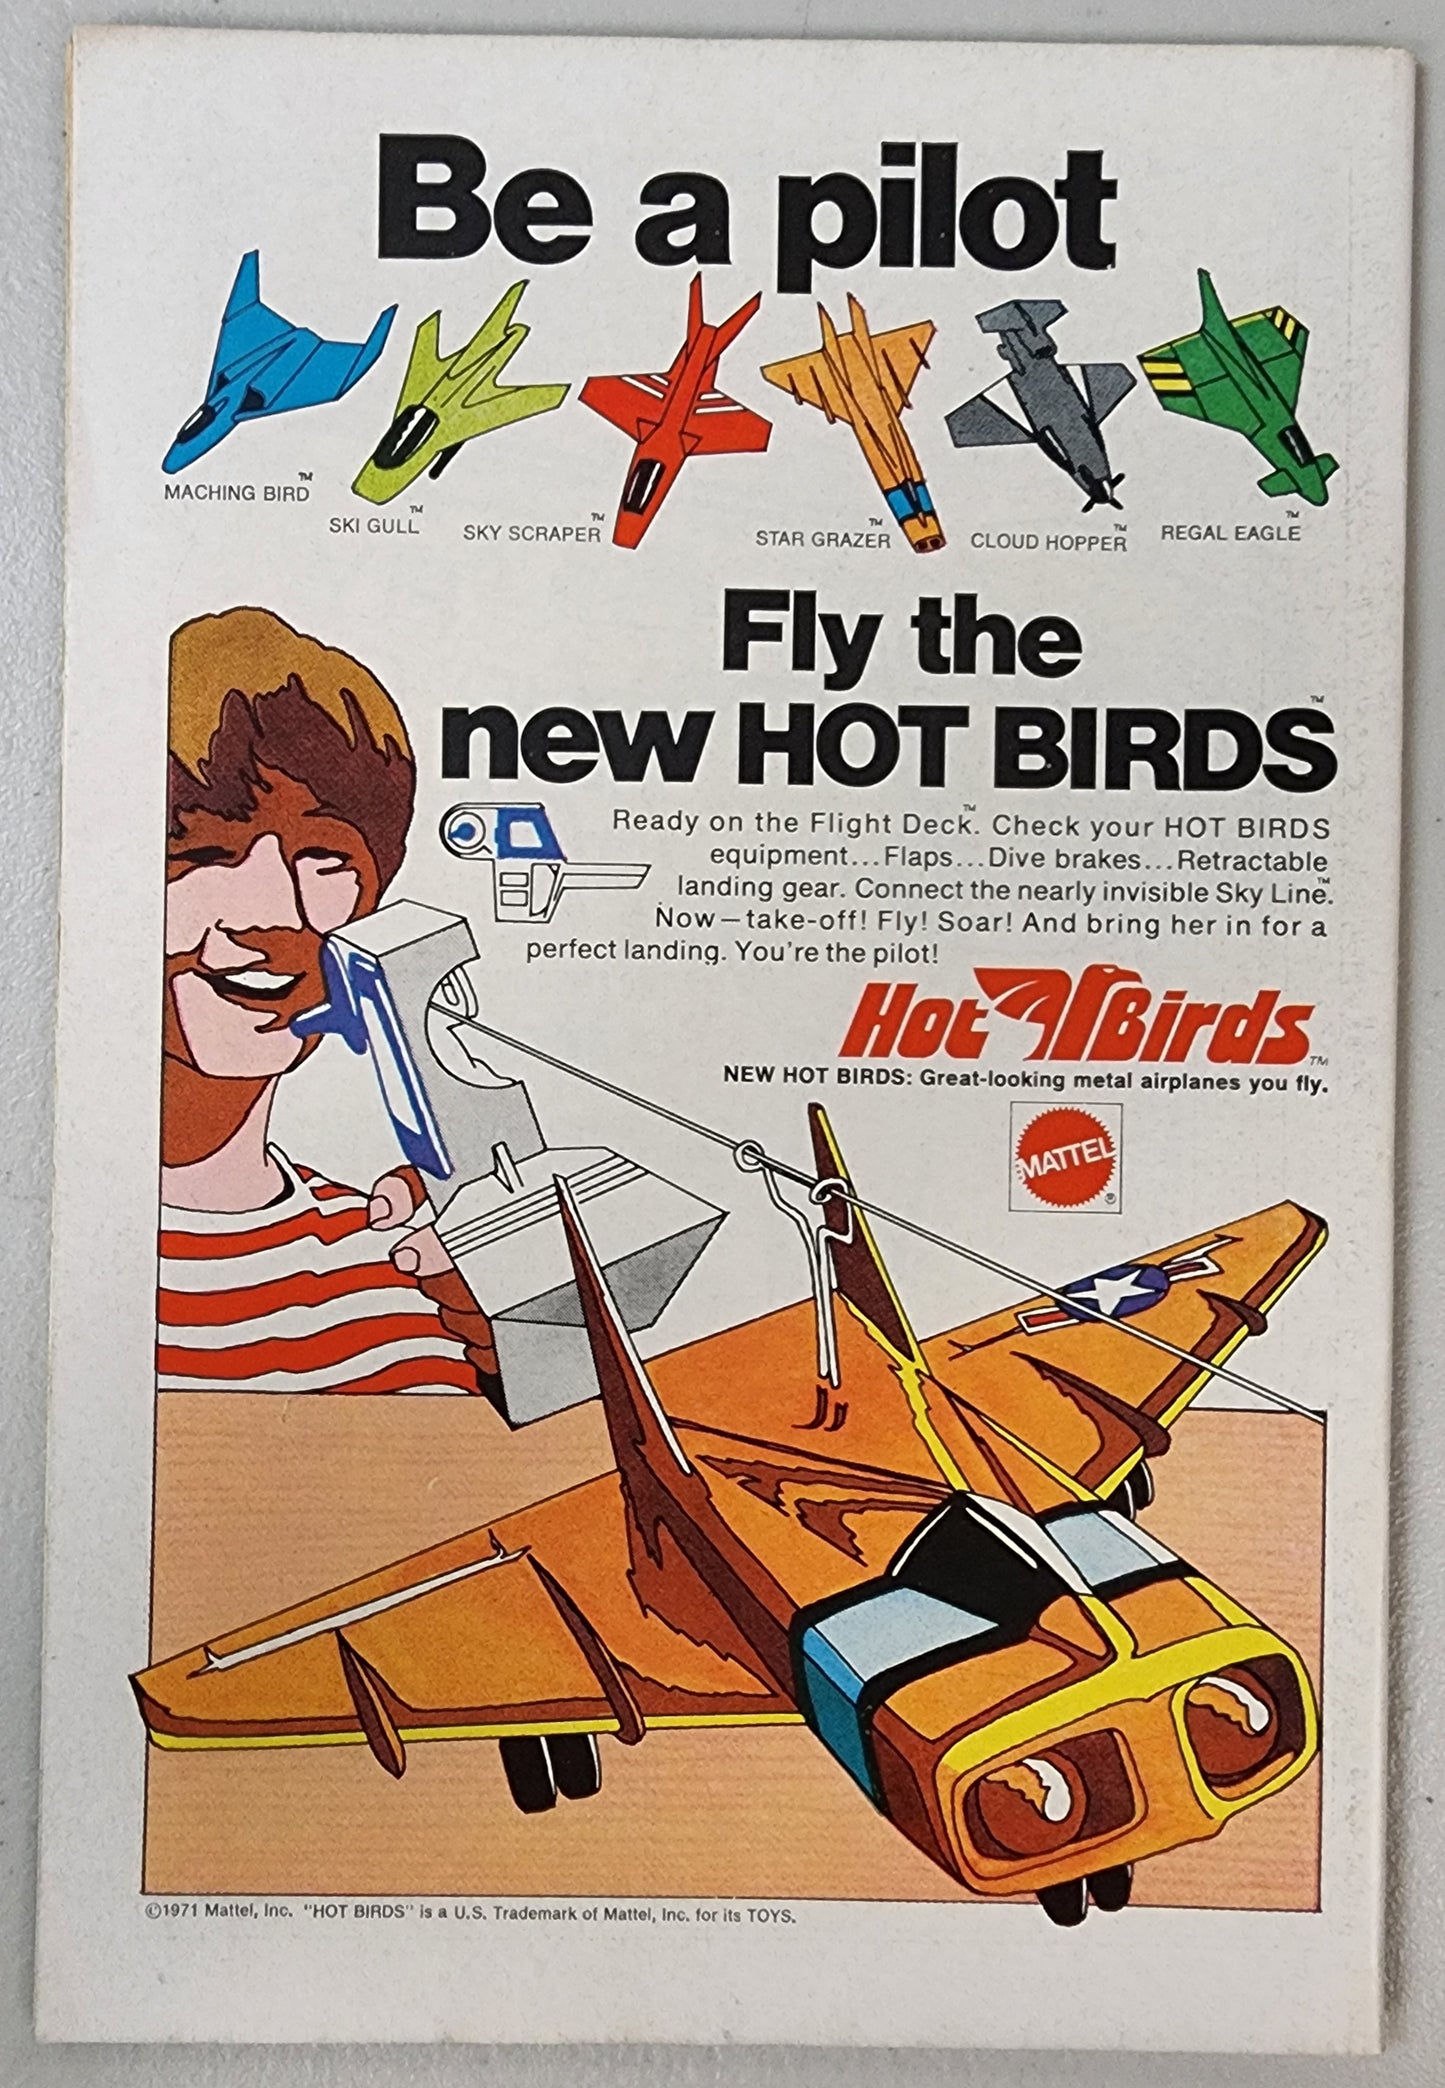 Be a pilot
MACHING BIRD™
SKI GULL™
SKY SCRAPER™
STAR GRAZER™
CLOUD HOPPER™
REGAL EAGLE™
Fly the
new HOT BIRDS™
Ready on the Flight Deck™. Check your HOT BIRDS
equipment...Flaps...Dive brakes...Retractable
landing gear. Connect the nearly invisible Sky Line™.
Now—take-off! Fly! Soar! And bring her in for a
perfect landing. You're the pilot!
Hot Birds™
NEW HOT BIRDS: Great-looking metal airplanes you fly.
MATTEL®
©1971 Mattel, Inc. "HOT BIRDS" is a U.S. Trademark of Mattel, Inc. for its TOYS.